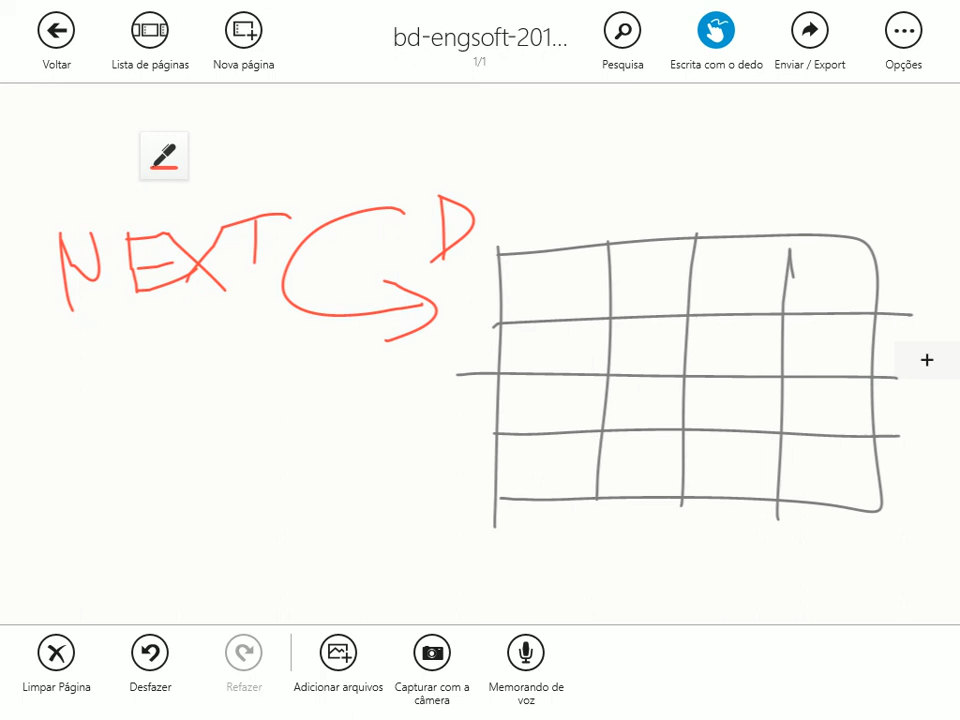 bd-engsoft-201...
1/1
Voltar
Lista de páginas
Nova página
Pesquisa
Escrita com o dedo
Enviar / Export
Opções
NEXT D
+
Limpar Página
Desfazer
Refazer
Adicionar arquivos
Capturar com a
câmera
Memorando de
voz